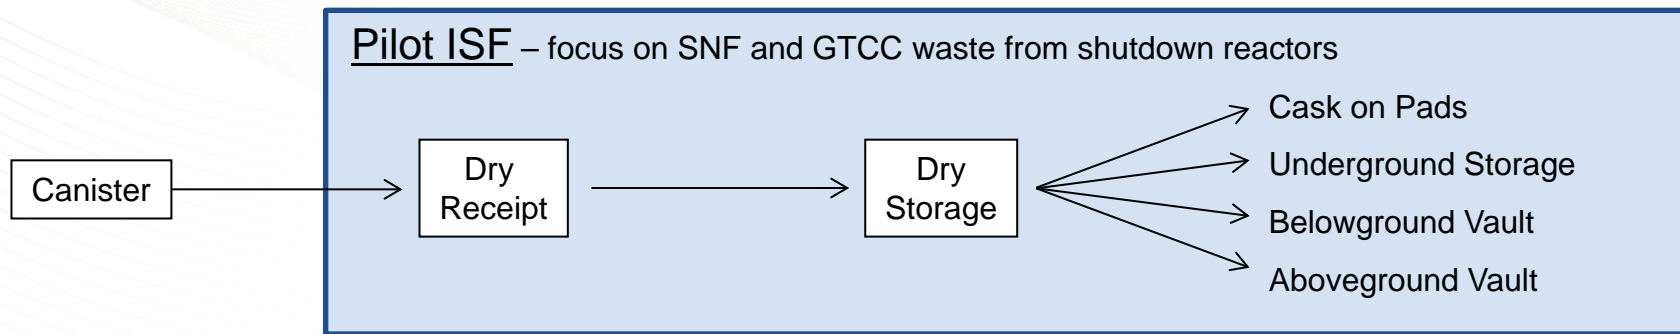 Pilot ISF – focus on SNF and GTCC waste from shutdown reactors
Canister
Dry
Receipt
Dry
Storage
Cask on Pads
Underground Storage
Belowground Vault
Aboveground Vault